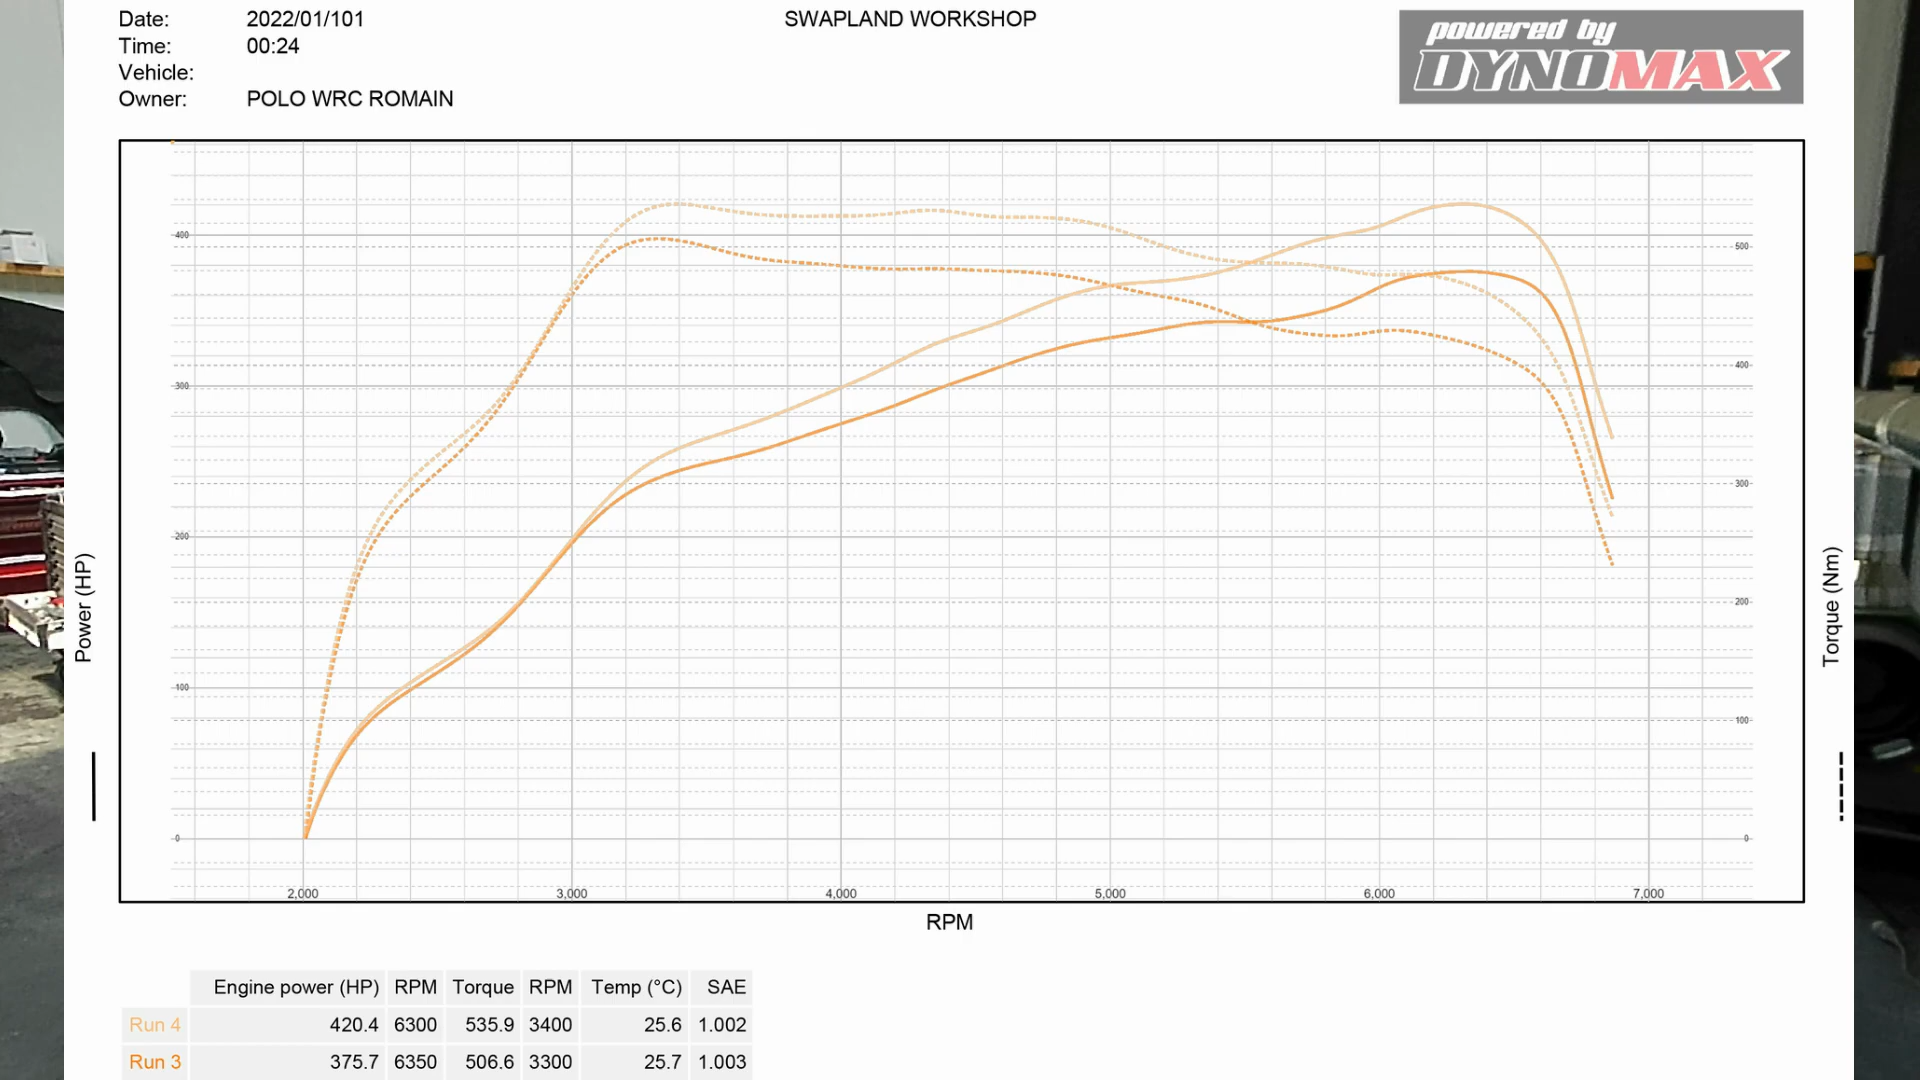 Date: 2022/01/101
SWAPLAND WORKSHOP
powered by
DYNOMAX
Time: 00:24
Vehicle:
Owner: POLO WRC ROMAIN
400
500
300
400
300
200
200
100
100
0
0
Power (HP)
Torque (Nm)
2,000 3,000 4,000 5,000 6,000 7,000
RPM
Engine power (HP) RPM Torque RPM Temp (°C) SAE
Run 4 420.4 6300 535.9 3400 25.6 1.002
Run 3 375.7 6350 506.6 3300 25.7 1.003